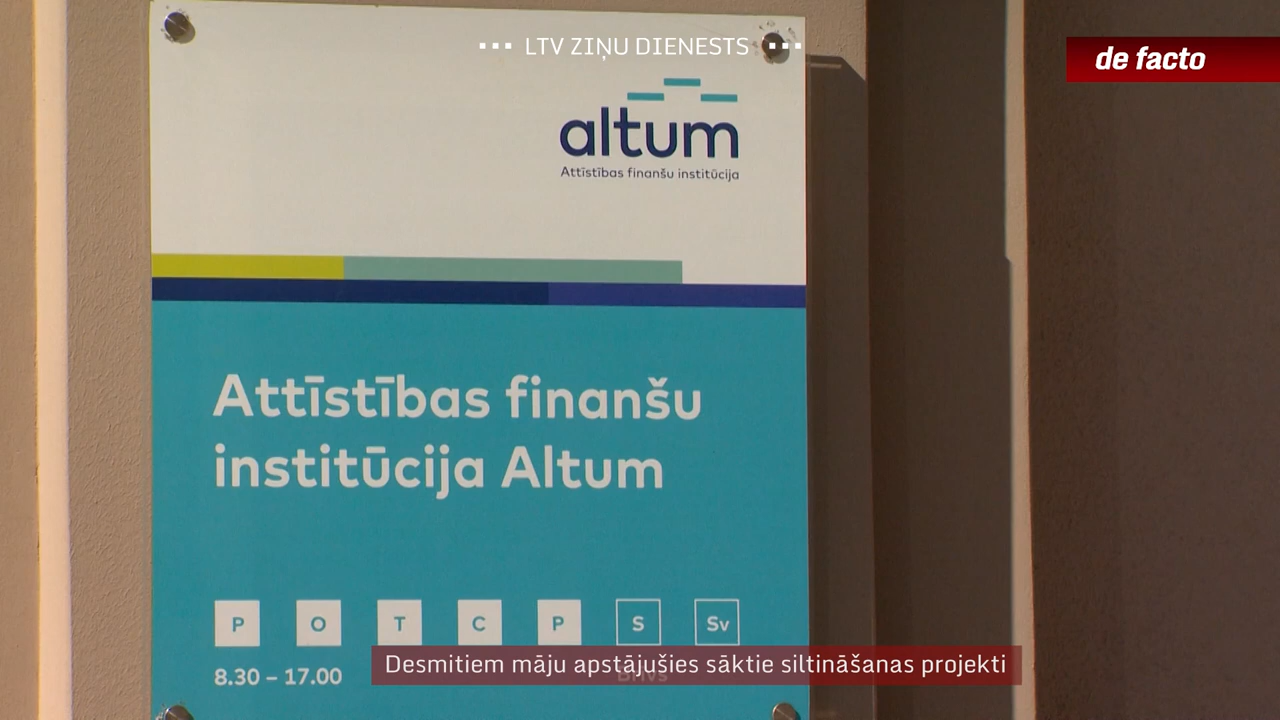 LTV ZIŅU DIENESTS
de facto
altum
Attīstības finanšu institūcija
Attīstības finanšu
institūcija Altum
P O T C P S Sv
8.30 – 17.00
Brīvs
Desmitiem māju apstājušies sāktie siltināšanas projekti